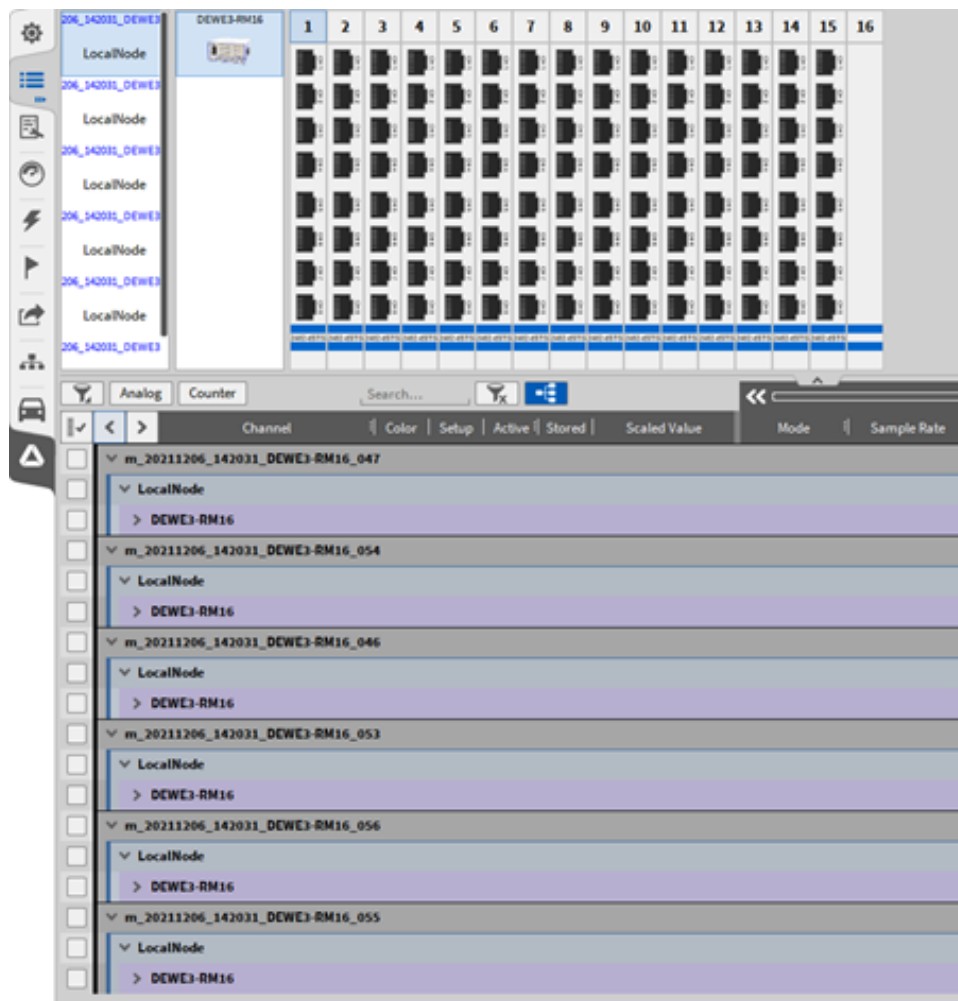 206_142031_DEWE3
LocalNode
206_142031_DEWE3
LocalNode
206_142031_DEWE3
LocalNode
206_142031_DEWE3
LocalNode
206_142031_DEWE3
LocalNode
206_142031_DEWE3
DEWE3-RM16
1 2 3 4 5 6 7 8 9 10 11 12 13 14 15 16
Analog Counter Search...
Channel Color Setup Active Stored Scaled Value Mode Sample Rate
m_20211206_142031_DEWE3-RM16_047
LocalNode
DEWE3-RM16
m_20211206_142031_DEWE3-RM16_054
LocalNode
DEWE3-RM16
m_20211206_142031_DEWE3-RM16_046
LocalNode
DEWE3-RM16
m_20211206_142031_DEWE3-RM16_053
LocalNode
DEWE3-RM16
m_20211206_142031_DEWE3-RM16_056
LocalNode
DEWE3-RM16
m_20211206_142031_DEWE3-RM16_055
LocalNode
DEWE3-RM16